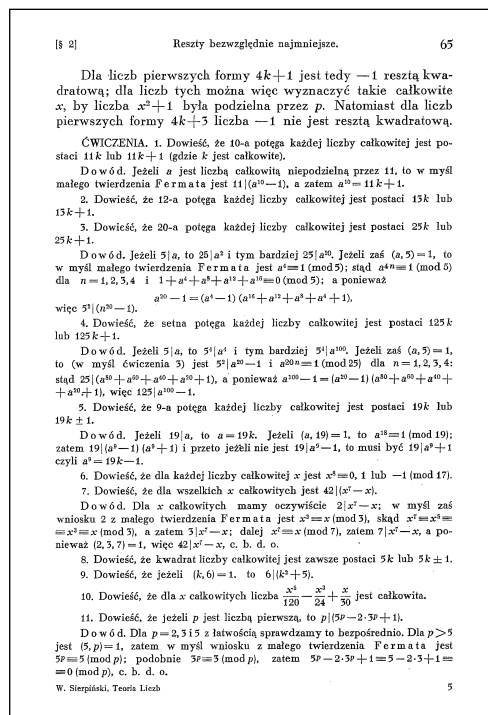 [§ 2] Reszty bezwzględnie najmniejsze. 65
Dla liczb pierwszych formy 4k+1 jest tedy —1 resztą kwa-
dratową; dla liczb tych można więc wyznaczyć takie całkowite
x, by liczba x²+1 była podzielna przez p. Natomiast dla liczb
pierwszych formy 4k+3 liczba —1 nie jest resztą kwadratową.
ĆWICZENIA. 1. Dowieść, że 10-a potęga każdej liczby całkowitej jest po-
staci 11k lub 11k+1 (gdzie k jest całkowite).
Dowód. Jeżeli a jest liczbą całkowitą niepodzielną przez 11, to w myśl
małego twierdzenia Fermata jest 11|(a¹⁰—1), a zatem a¹⁰=11k+1.
2. Dowieść, że 12-a potęga każdej liczby całkowitej jest postaci 13k lub
13k+1.
3. Dowieść, że 20-a potęga każdej liczby całkowitej jest postaci 25k lub
25k+1.
Dowód. Jeżeli 5|a, to 25|a² i tym bardziej 25|a²⁰. Jeżeli zaś (a,5)=1, to
w myśl małego twierdzenia Fermata jest a⁴≡1 (mod 5); stąd a⁴ⁿ≡1 (mod 5)
dla n=1,2,3,4 i 1+a⁴+a⁸+a¹²+a¹⁶≡0 (mod 5); a ponieważ
a²⁰—1=(a⁴—1)(a¹⁶+a¹²+a⁸+a⁴+1),
więc 5²|(n²⁰—1).
4. Dowieść, że setna potęga każdej liczby całkowitej jest postaci 125k
lub 125k+1.
Dowód. Jeżeli 5|a, to 5⁴|a⁴ i tym bardziej 5⁴|a¹⁰⁰. Jeżeli zaś (a,5)=1,
to (w myśl ćwiczenia 3) jest 5²|a²⁰—1 i a²⁰ⁿ≡1 (mod 25) dla n=1,2,3,4:
stąd 25|(a⁸⁰+a⁶⁰+a⁴⁰+a²⁰+1), a ponieważ a¹⁰⁰—1=(a²⁰—1)(a⁸⁰+a⁶⁰+a⁴⁰+
+a²⁰+1), więc 125|a¹⁰⁰—1.
5. Dowieść, że 9-a potęga każdej liczby całkowitej jest postaci 19k lub
19k ± 1.
Dowód. Jeżeli 19|a, to a=19k. Jeżeli (a,19)=1, to a¹⁸≡1 (mod 19);
zatem 19|(a⁹—1)(a⁹+1) i przeto jeżeli nie jest 19|a⁹—1, to musi być 19|a⁹+1
czyli a⁹=19k—1.
6. Dowieść, że dla każdej liczby całkowitej x jest x⁸≡0, 1 lub —1 (mod 17).
7. Dowieść, że dla wszelkich x całkowitych jest 42|(x⁷—x).
Dowód Dla x całkowitych mamy oczywiście 2|x⁷—x; w myśl zaś
wniosku 2 z małego twierdzenia Fermata jest x³≡x (mod 3), skąd x⁷≡x⁵≡
≡x³≡x (mod 3), a zatem 3|x⁷—x; dalej x⁷≡x (mod 7), zatem 7|x⁷—x, a po-
nieważ (2,3,7)=1, więc 42|x⁷—x, c. b. d. o.
8. Dowieść, że kwadrat liczby całkowitej jest zawsze postaci 5k lub 5k ± 1.
9. Dowieść, że jeżeli (k,6)=1, to 6|(k²+5).
10. Dowieść, że dla x całkowitych liczba x⁵/120 — x³/24 + x/30 jest całkowita.
11. Dowieść, że jeżeli p jest liczbą pierwszą, to p|(5ᵖ—2·3ᵖ+1).
Dowód. Dla p=2,3 i 5 z łatwością sprawdzamy to bezpośrednio. Dla p>5
jest (5,p)=1, zatem w myśl wniosku z małego twierdzenia Fermata jest
5ᵖ≡5 (mod p); podobnie 3ᵖ≡3 (mod p), zatem 5ᵖ—2·3ᵖ+1≡5—2·3+1≡
≡0 (mod p), c. b. d. o.
W. Sierpiński, Teoria Liczb 5